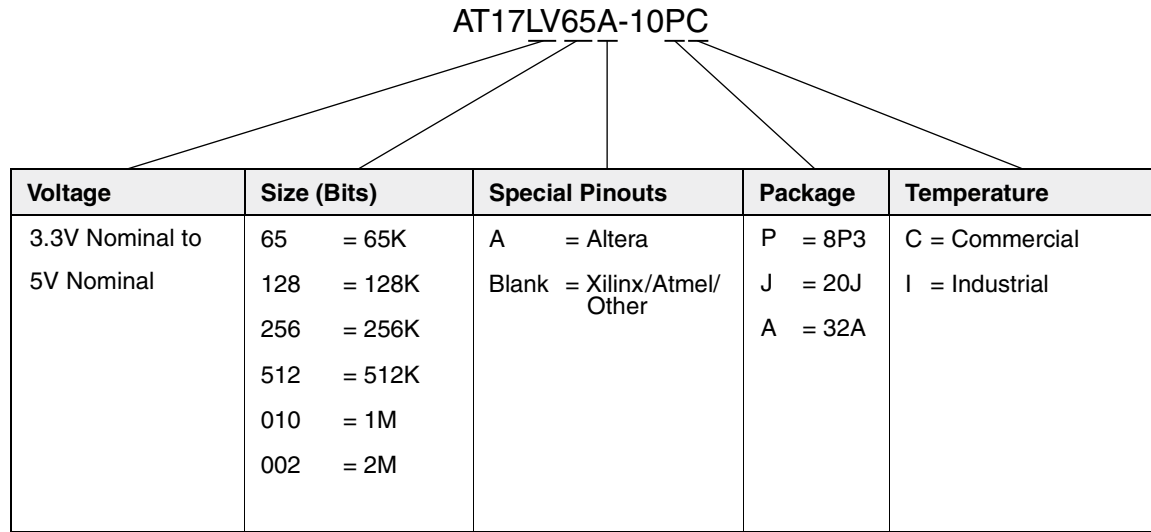 AT17LV65A-10PC
Voltage Size (Bits) Special Pinouts Package Temperature
3.3V Nominal to 65 = 65K A = Altera P = 8P3 C = Commercial
5V Nominal 128 = 128K Blank = Xilinx/Atmel/ J = 20J I = Industrial
Other
256 = 256K A = 32A
512 = 512K
010 = 1M
002 = 2M